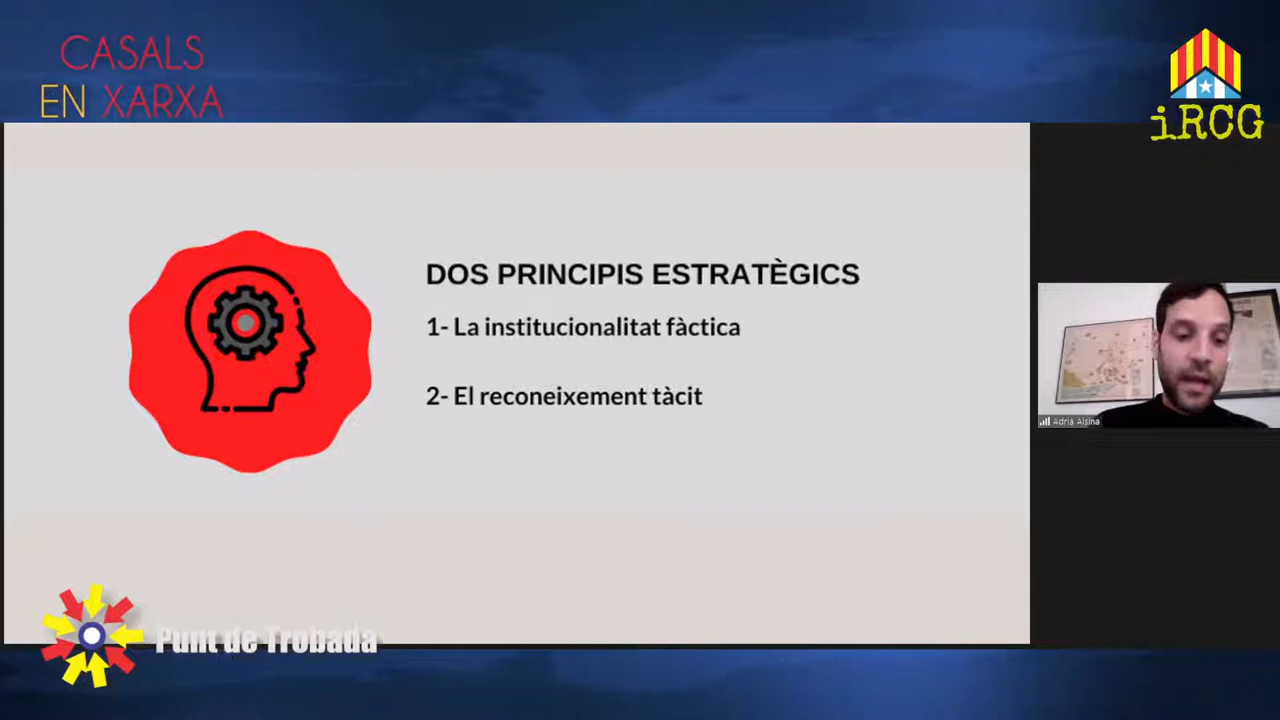 CASALS
EN XARXA
iRCG
DOS PRINCIPIS ESTRATÈGICS
1- La institucionalitat fàctica
2- El reconeixement tàcit
Adrià Alsina
Punt de Trobada